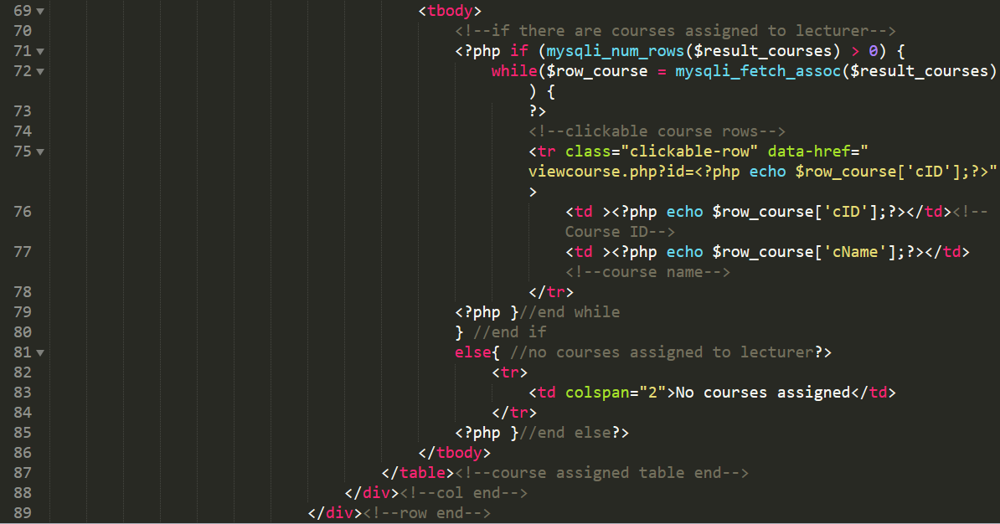 69 <tbody>
70 <!--if there are courses assigned to lecturer-->
71 <?php if (mysqli_num_rows($result_courses) > 0) {
72 while($row_course = mysqli_fetch_assoc($result_courses)
) {
73 ?>
74 <!--clickable course rows-->
75 <tr class="clickable-row" data-href="
viewcourse.php?id=<?php echo $row_course['cID'];?>"
>
76 <td ><?php echo $row_course['cID'];?></td><!--
Course ID-->
77 <td ><?php echo $row_course['cName'];?></td>
<!--course name-->
78 </tr>
79 <?php }//end while
80 } //end if
81 else{ //no courses assigned to lecturer?>
82 <tr>
83 <td colspan="2">No courses assigned</td>
84 </tr>
85 <?php }//end else?>
86 </tbody>
87 </table><!--course assigned table end-->
88 </div><!--col end-->
89 </div><!--row end-->